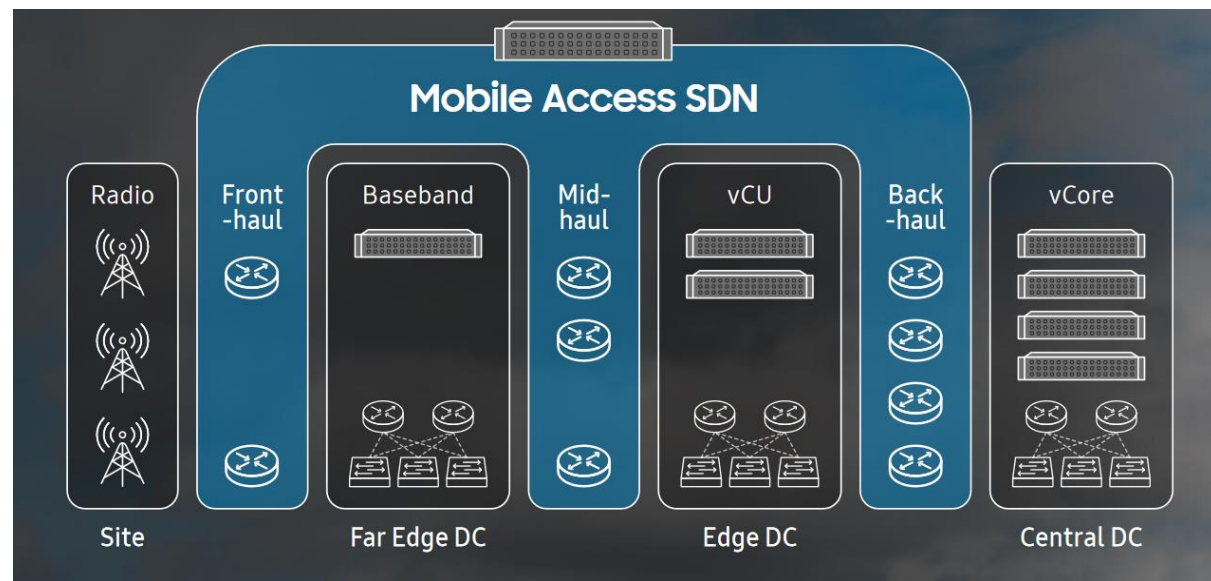 Mobile Access SDN
Radio
Front
-haul
Baseband
Mid-
haul
vCU
Back
-haul
vCore
Site
Far Edge DC
Edge DC
Central DC